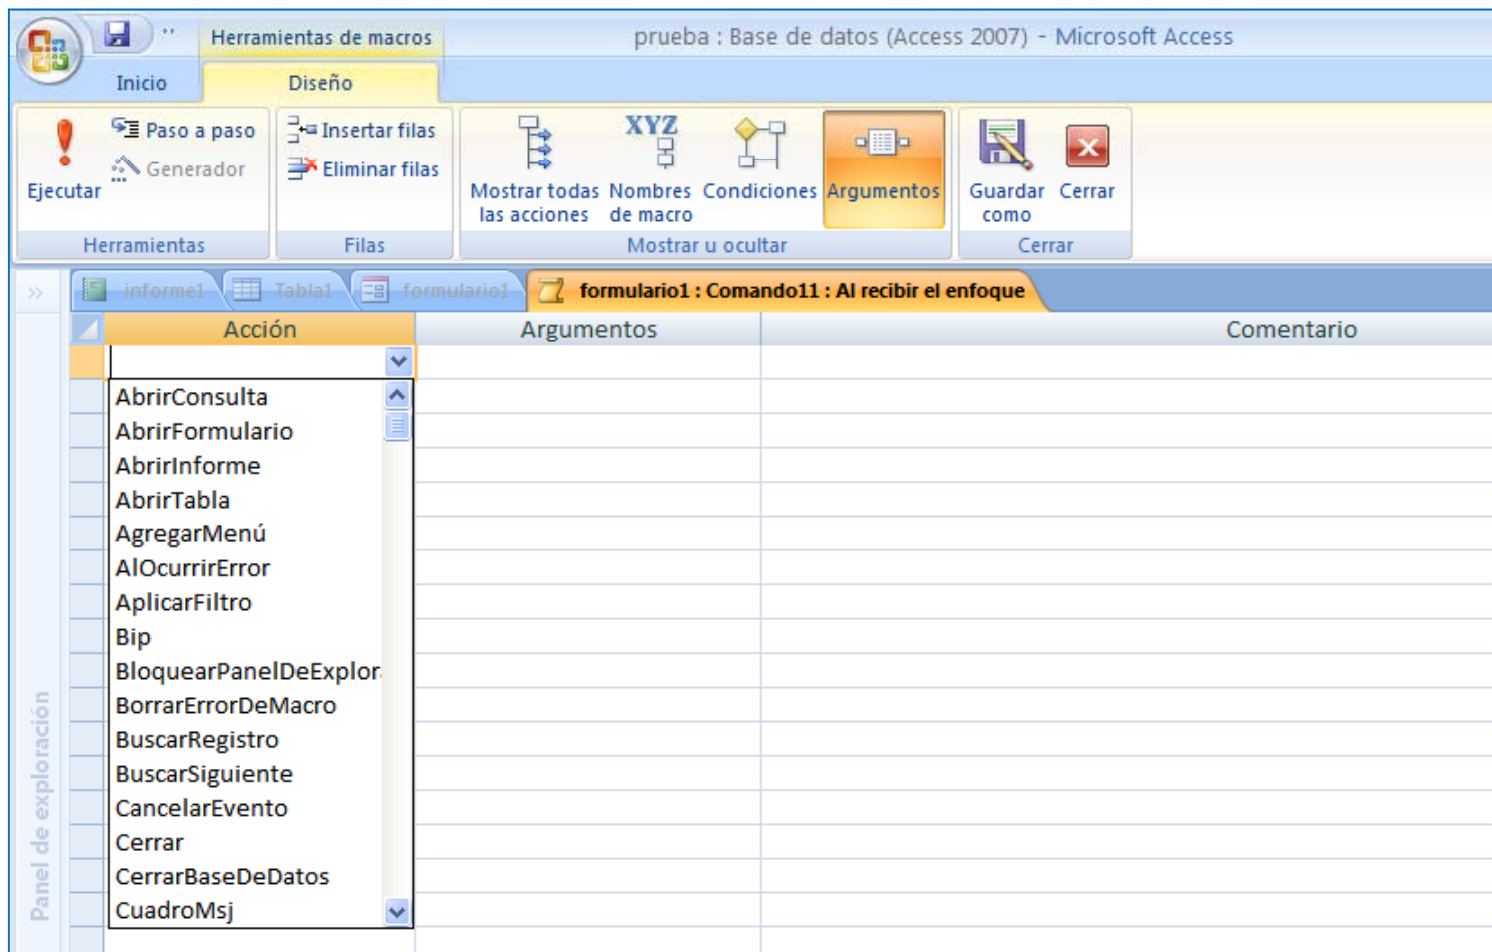 Herramientas de macros
prueba : Base de datos (Access 2007) - Microsoft Access
Inicio
Diseño
Ejecutar
Paso a paso
Generador
Herramientas
Insertar filas
Eliminar filas
Filas
Mostrar todas
las acciones
XYZ
Nombres
de macro
Condiciones
Argumentos
Mostrar u ocultar
Guardar
como
Cerrar
Cerrar
informe1
Tabla1
formulario1
formulario1 : Comando11 : Al recibir el enfoque
Acción
Argumentos
Comentario
AbrirConsulta
AbrirFormulario
AbrirInforme
AbrirTabla
AgregarMenú
AlOcurrirError
AplicarFiltro
Bip
BloquearPanelDeExplor
BorrarErrorDeMacro
BuscarRegistro
BuscarSiguiente
CancelarEvento
Cerrar
CerrarBaseDeDatos
CuadroMsj
Panel de exploración